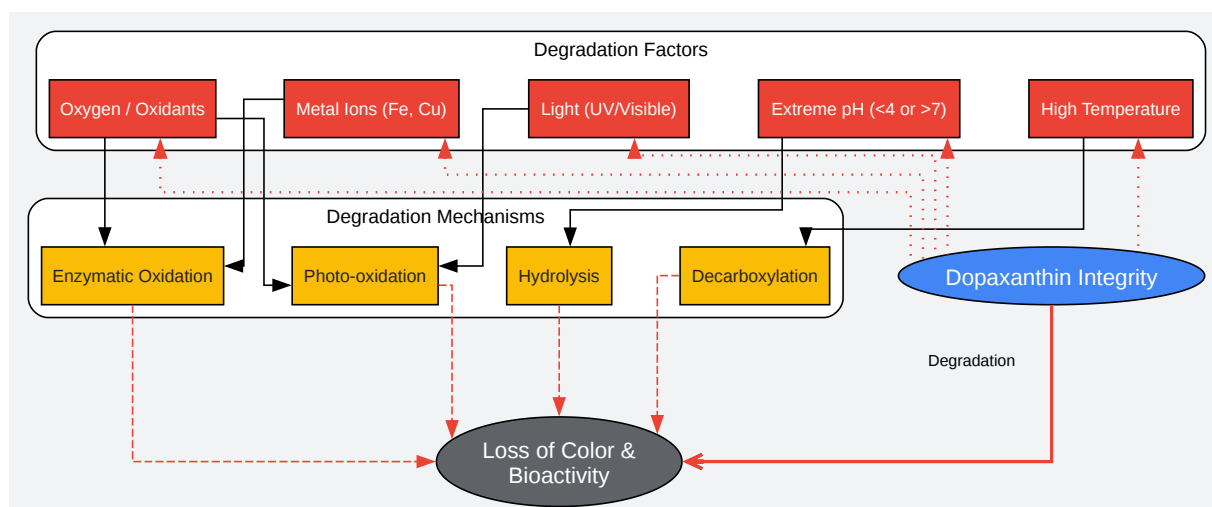 Degradation Factors
Oxygen / Oxidants
Metal Ions (Fe, Cu)
Light (UV/Visible)
Extreme pH (<4 or >7)
High Temperature
Degradation Mechanisms
Enzymatic Oxidation
Photo-oxidation
Hydrolysis
Decarboxylation
Dopaxanthin Integrity
Degradation
Loss of Color &
Bioactivity